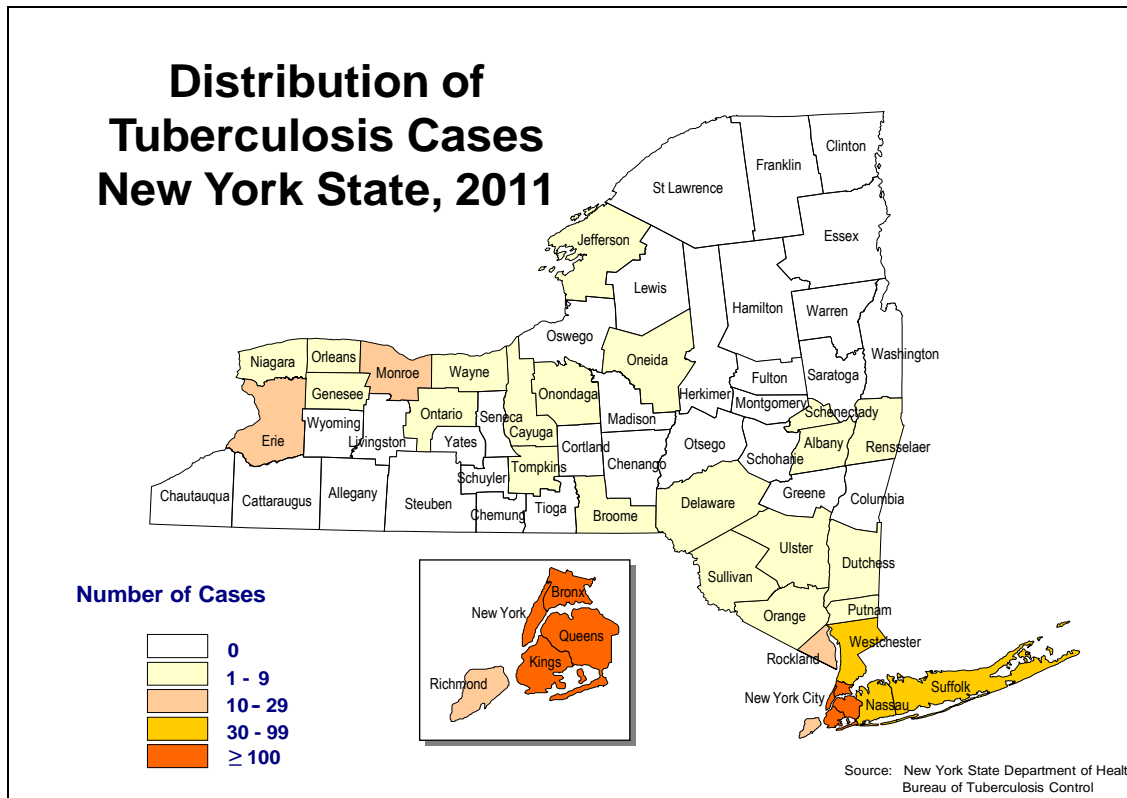 Distribution of
Tuberculosis Cases
New York State, 2011
Clinton
Franklin
St Lawrence
Essex
Jefferson
Lewis
Hamilton
Warren
Oswego
Washington
Oneida
Niagara
Orleans
Monroe
Wayne
Fulton
Saratoga
Herkimer
Montgomery
Genesee
Onondaga
Madison
Schenectady
Ontario
Seneca
Cayuga
Wyoming
Livingston
Yates
Erie
Cortland
Otsego
Albany
Rensselaer
Schoharie
Chenango
Tompkins
Schuyler
Chautauqua
Cattaraugus
Allegany
Steuben
Chemung
Tioga
Broome
Delaware
Greene
Columbia
Ulster
Dutchess
Sullivan
Orange
Putnam
Westchester
Rockland
New York City
Nassau
Suffolk
Bronx
New York
Queens
Kings
Richmond
Number of Cases
0
1 - 9
10 - 29
30 - 99
≥ 100
Source: New York State Department of Healt
Bureau of Tuberculosis Control